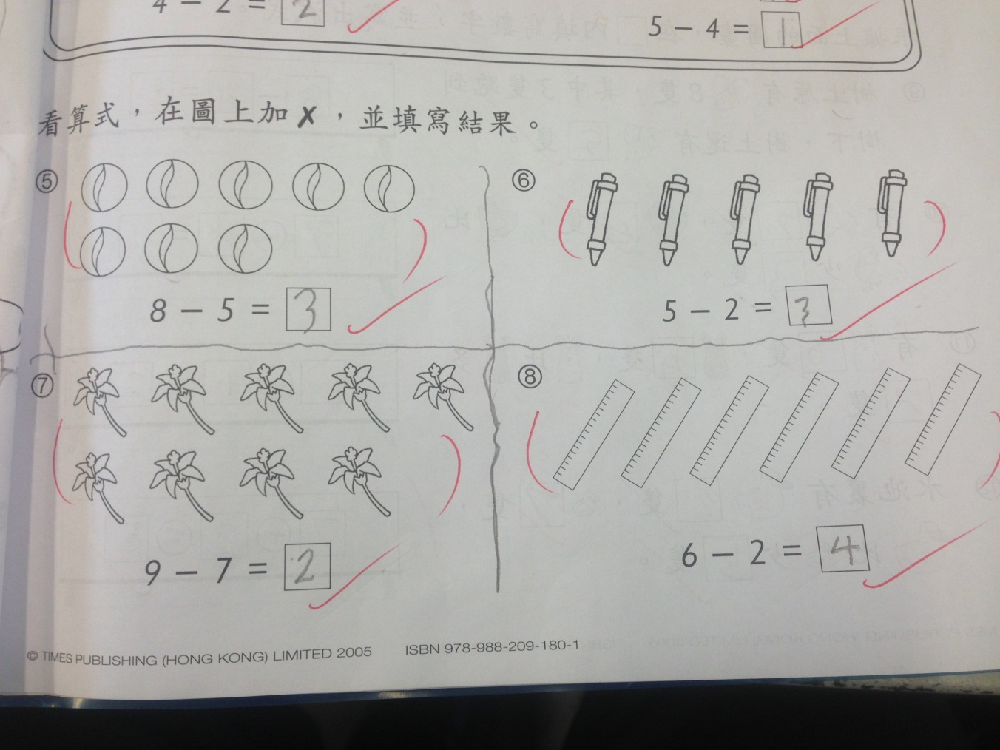 4 − 2 = 2
5 − 4 = 1
看算式，在圖上加✗，並填寫結果。
⑤
8 − 5 = 3
⑥
5 − 2 = 3
⑦
9 − 7 = 2
⑧
6 − 2 = 4
© TIMES PUBLISHING (HONG KONG) LIMITED 2005 ISBN 978-988-209-180-1